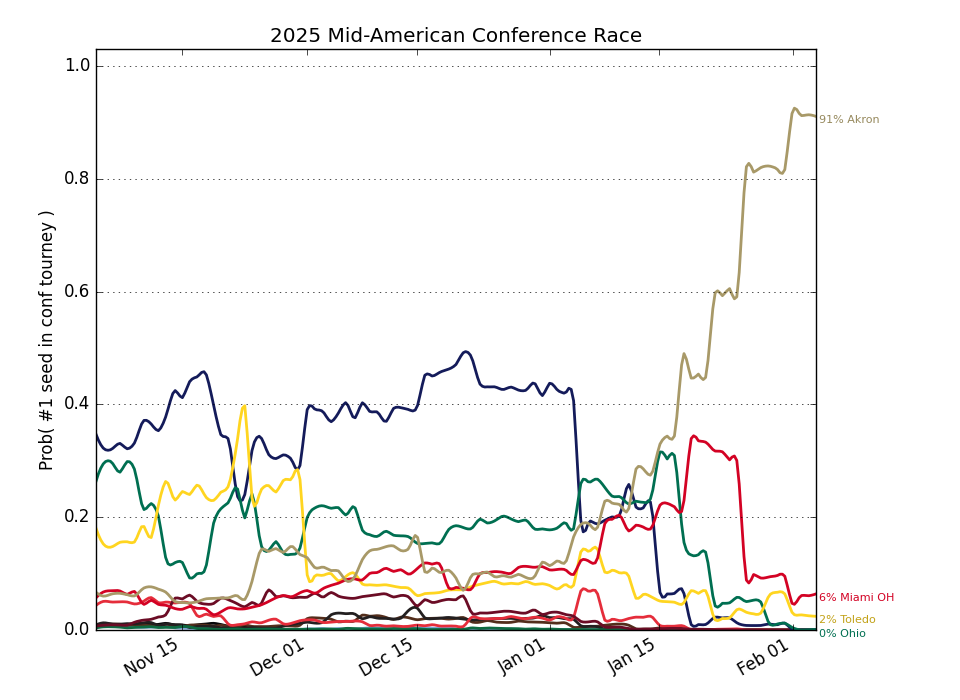 2025 Mid-American Conference Race
Prob( #1 seed in conf tourney )
1.0
0.8
0.6
0.4
0.2
0.0
91% Akron
6% Miami OH
2% Toledo
0% Ohio
Nov 15
Dec 01
Dec 15
Jan 01
Jan 15
Feb 01